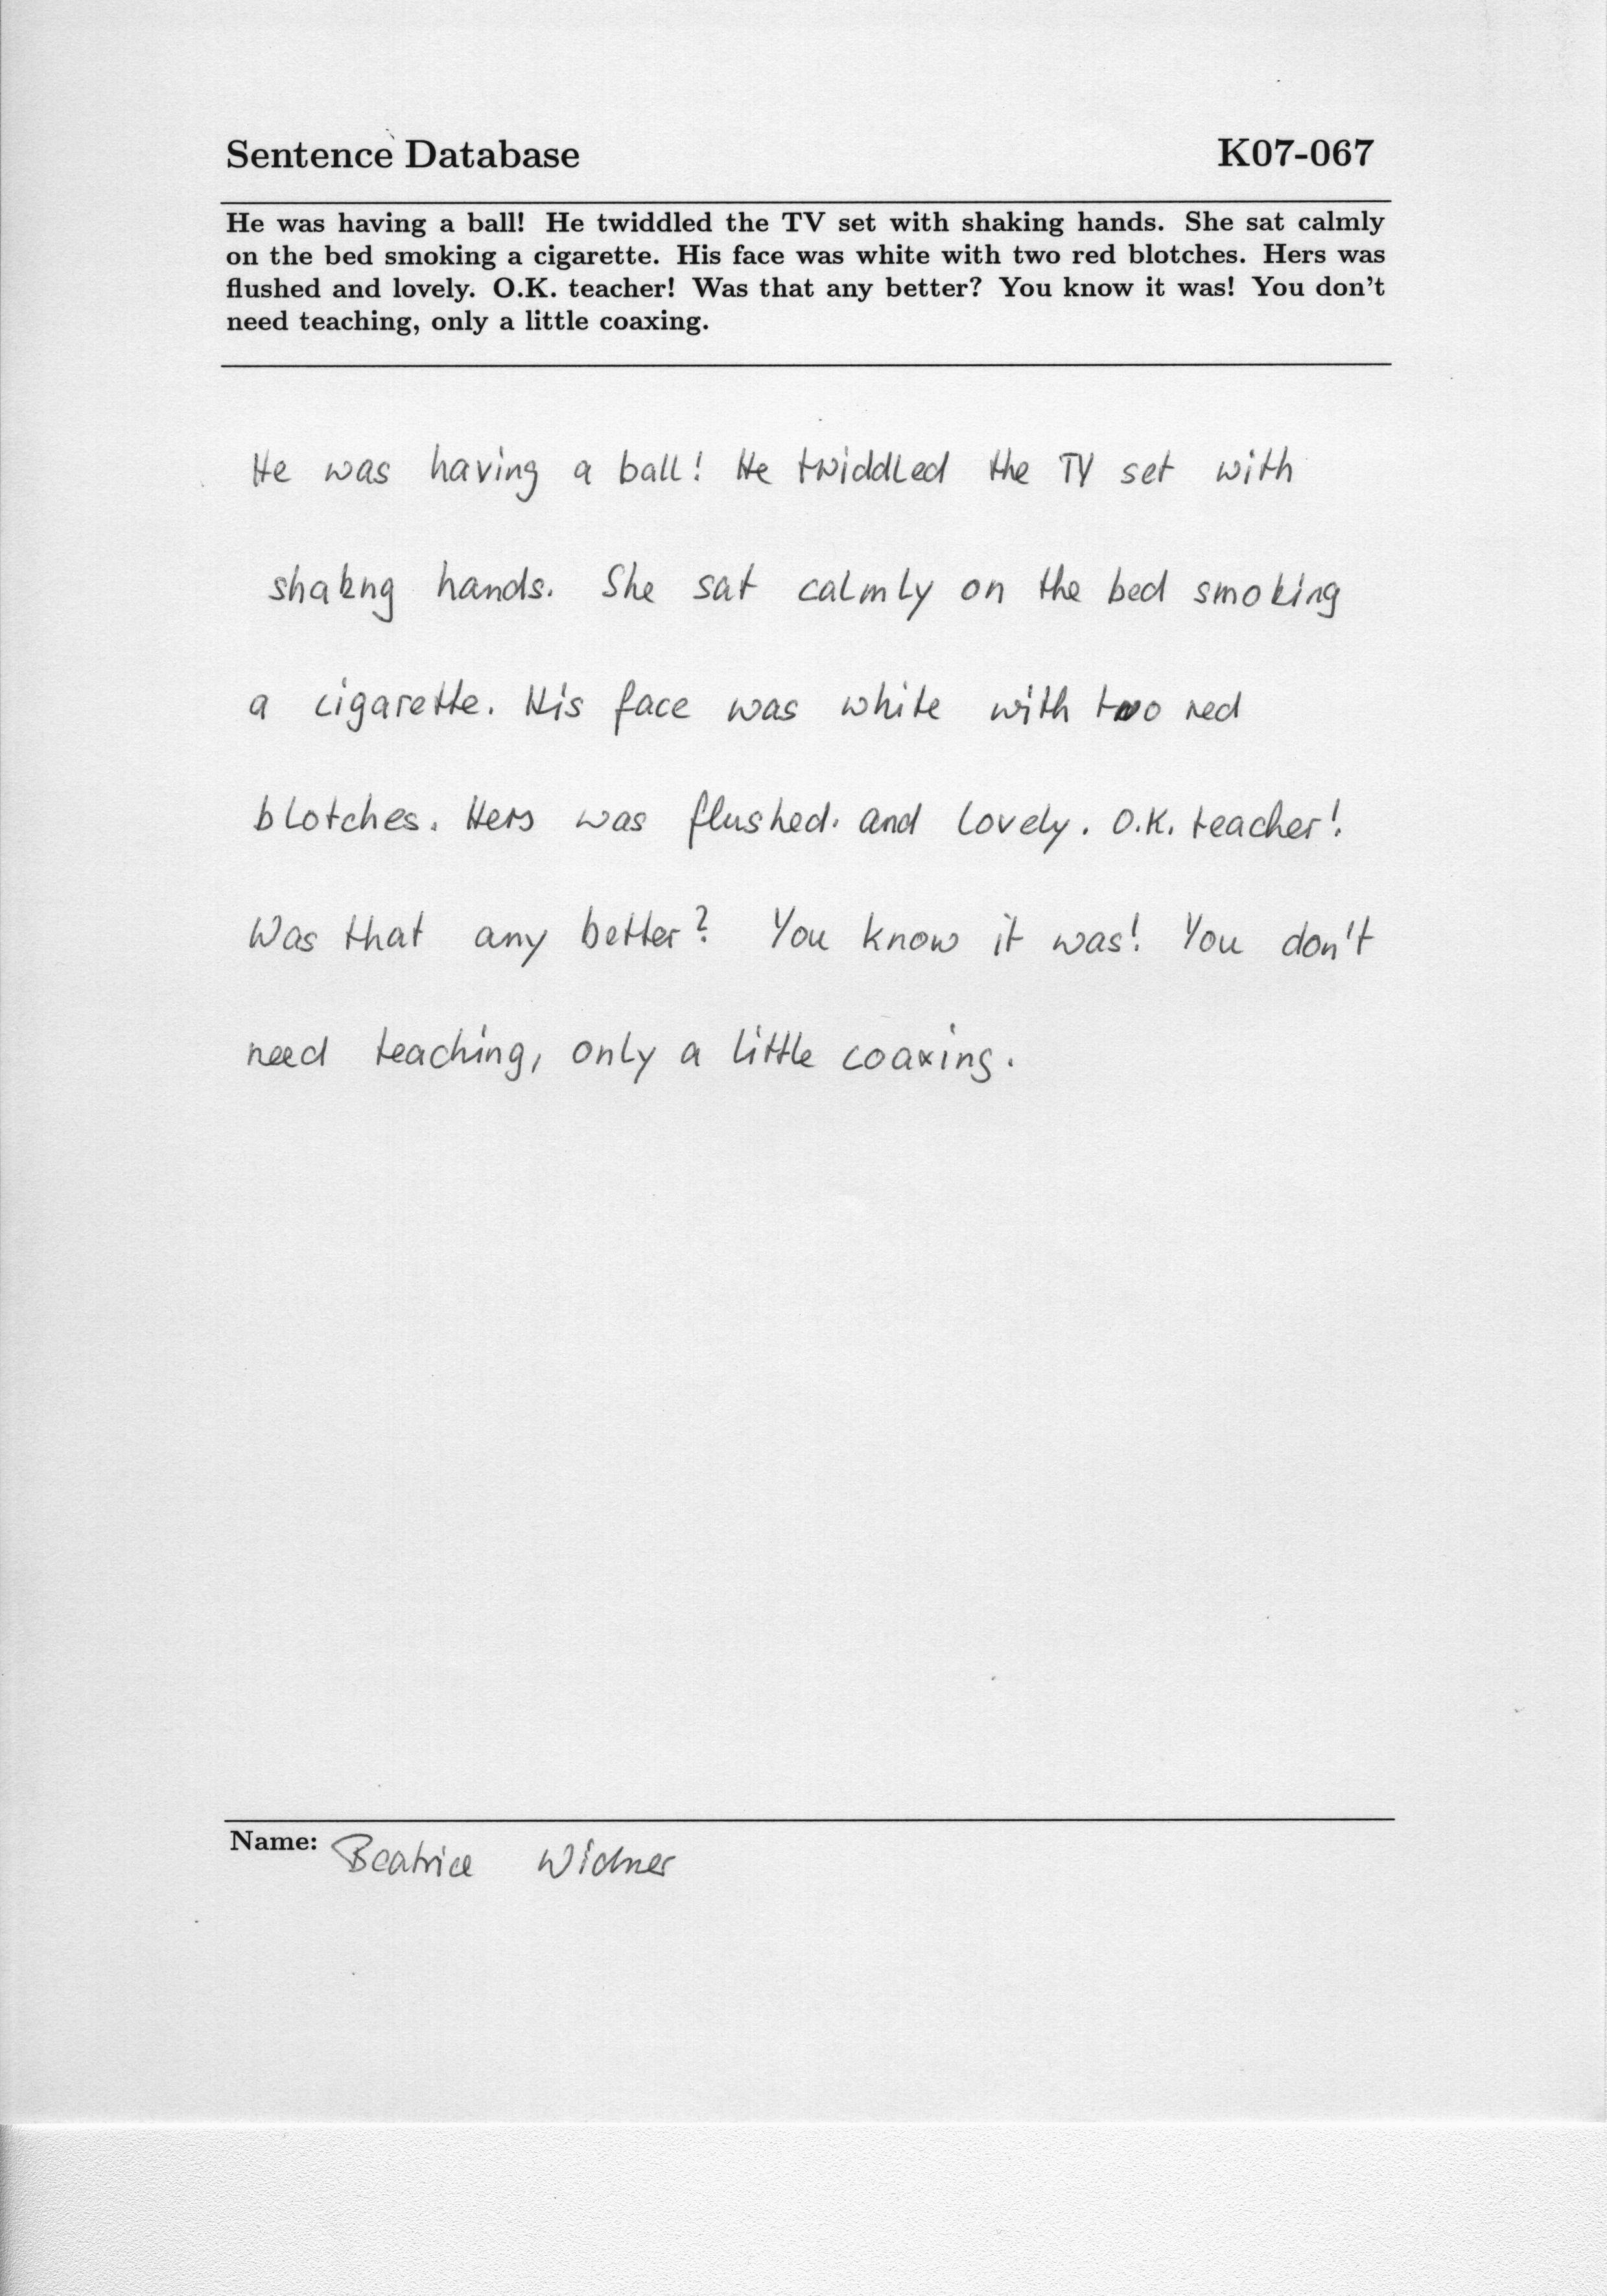 Sentence Database K07-067
He was having a ball! He twiddled the TV set with shaking hands. She sat calmly
on the bed smoking a cigarette. His face was white with two red blotches. Hers was
flushed and lovely. O.K. teacher! Was that any better? You know it was! You don't
need teaching, only a little coaxing.
He was having a ball! He twiddled the TV set with
shakng hands. She sat calmly on the bed smoking
a cigarette. His face was white with two red
blotches. Hers was flushed. and lovely. O.K. teacher!
Was that any better? You know it was! You don't
need teaching, only a little coaxing.
Name: Beatrice Widmer